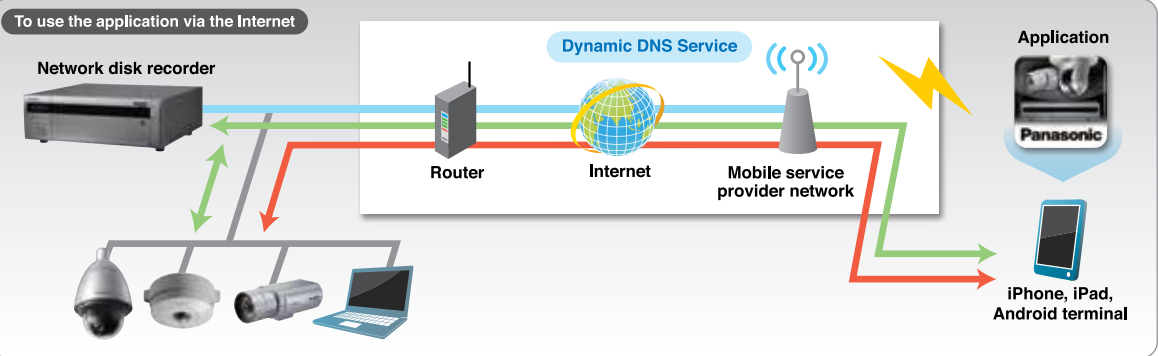 To use the application via the Internet
Network disk recorder
Dynamic DNS Service
Application
Panasonic
Router
Internet
Mobile service
provider network
iPhone, iPad,
Android terminal